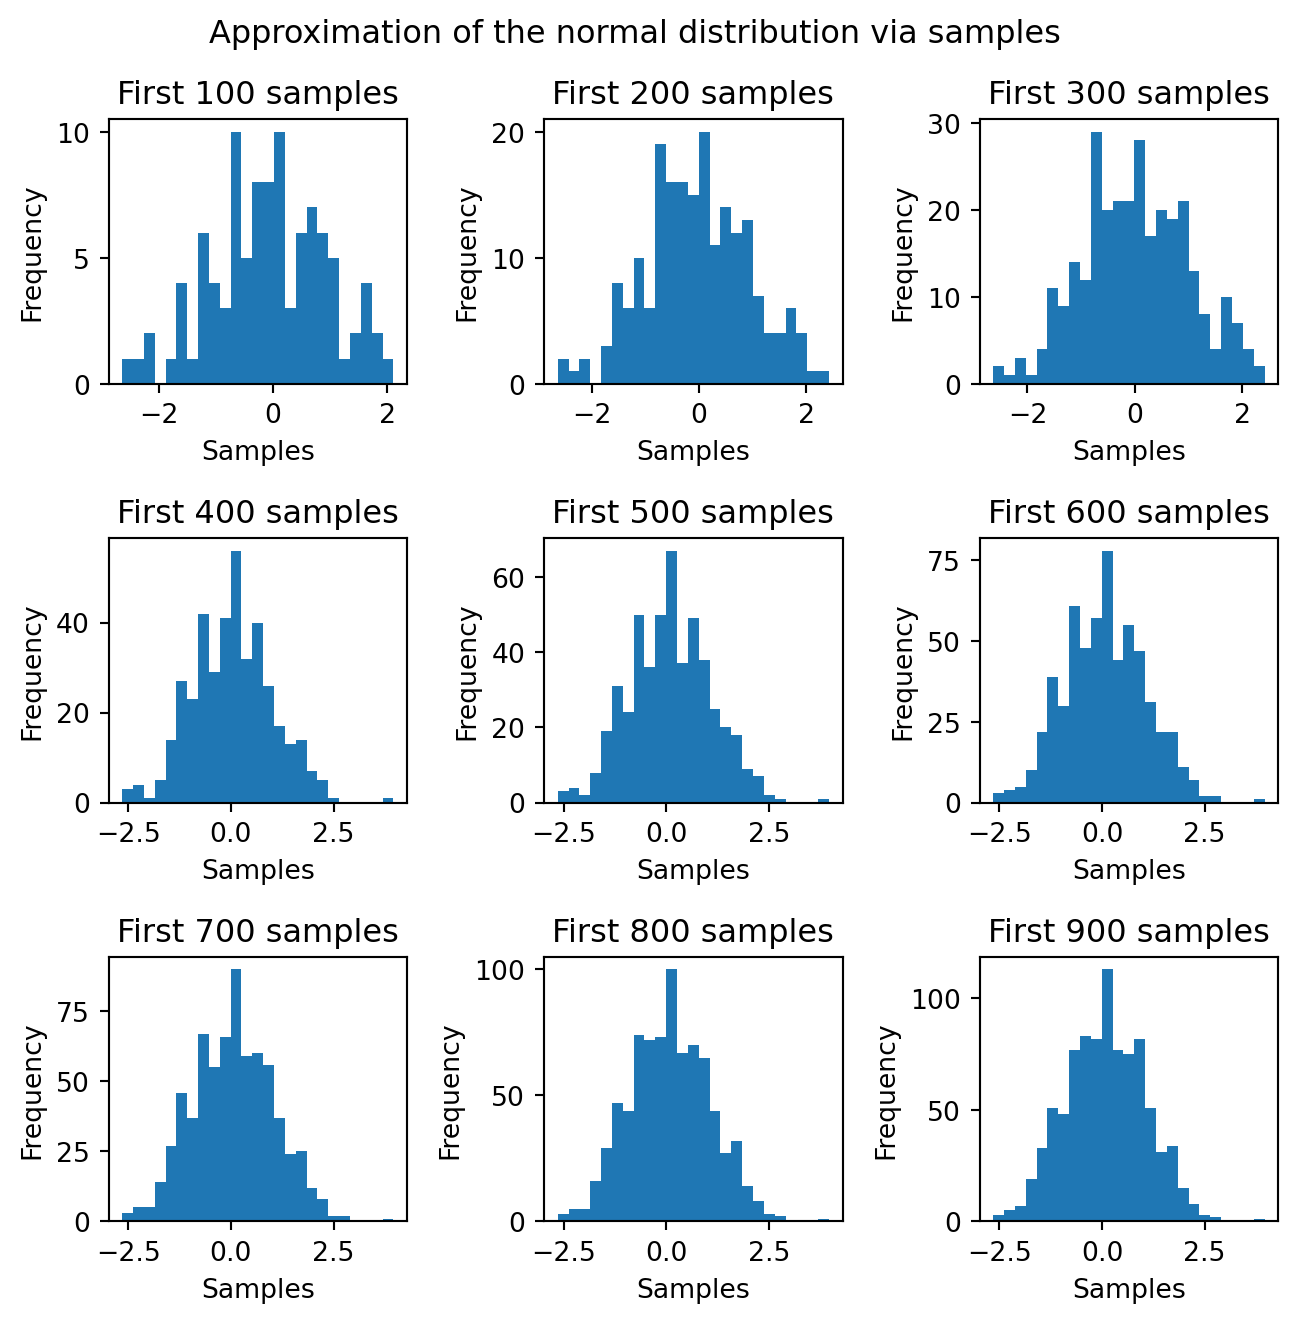 Approximation of the normal distribution via samples
First 100 samples
First 200 samples
First 300 samples
10
5
0
Frequency
−2
0
2
Samples
20
10
0
Frequency
−2
0
2
Samples
30
20
10
0
Frequency
−2
0
2
Samples
First 400 samples
First 500 samples
First 600 samples
40
20
0
Frequency
−2.5
0.0
2.5
Samples
60
40
20
0
Frequency
−2.5
0.0
2.5
Samples
75
50
25
0
Frequency
−2.5
0.0
2.5
Samples
First 700 samples
First 800 samples
First 900 samples
75
50
25
0
Frequency
−2.5
0.0
2.5
Samples
100
50
0
Frequency
−2.5
0.0
2.5
Samples
100
50
0
Frequency
−2.5
0.0
2.5
Samples